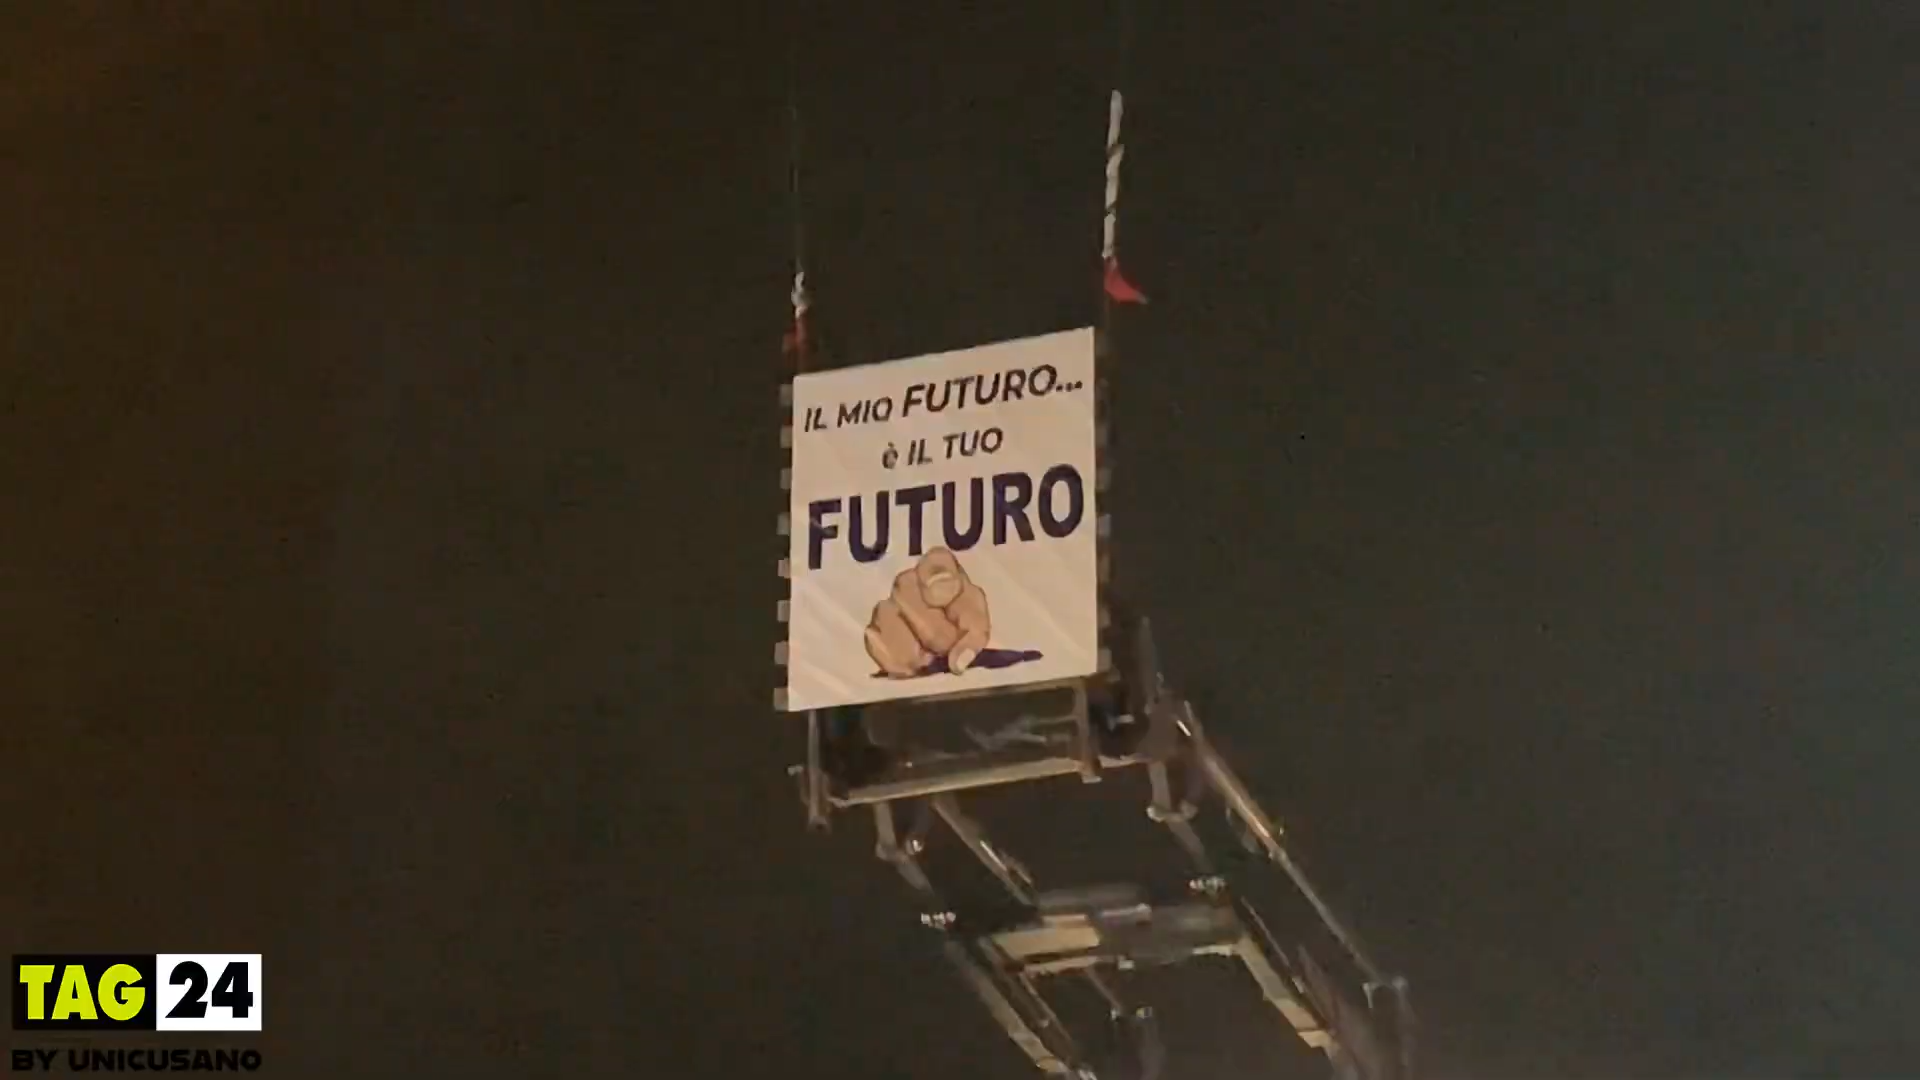 IL MIO FUTURO...
è IL TUO
FUTURO
TAG 24
BY UNICUSANO